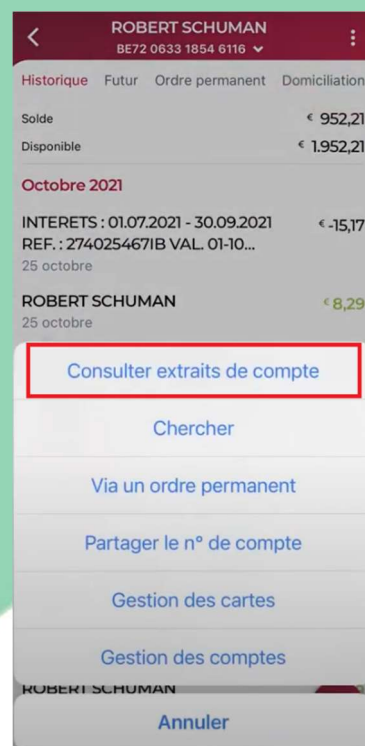 ROBERT SCHUMAN
BE72 0633 1854 6116
Historique Futur Ordre permanent Domiciliation
Solde € 952,21
Disponible € 1.952,21
Octobre 2021
INTERETS : 01.07.2021 - 30.09.2021 € -15,17
REF. : 274025467IB VAL. 01-10...
25 octobre
ROBERT SCHUMAN € 8,29
25 octobre
Consulter extraits de compte
Chercher
Via un ordre permanent
Partager le n° de compte
Gestion des cartes
Gestion des comptes
ROBERT SCHUMAN
Annuler